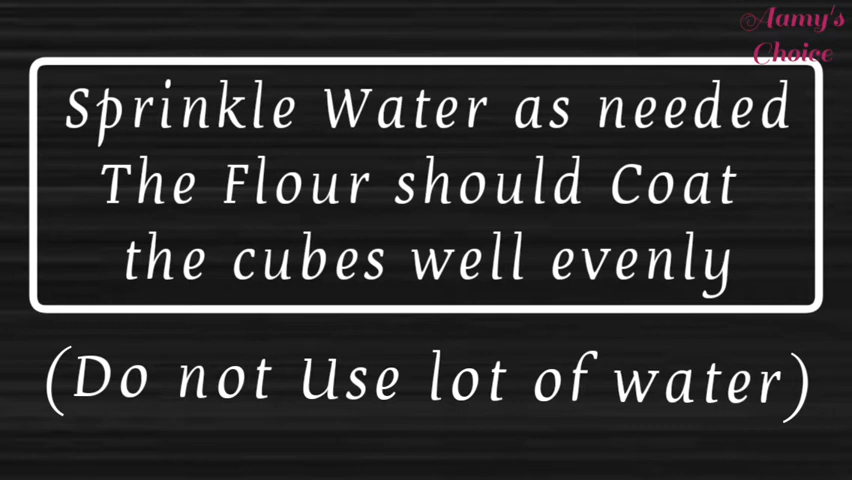 Aamy's
Choice
Sprinkle Water as needed
The Flour should Coat
the cubes well evenly
(Do not Use lot of water)